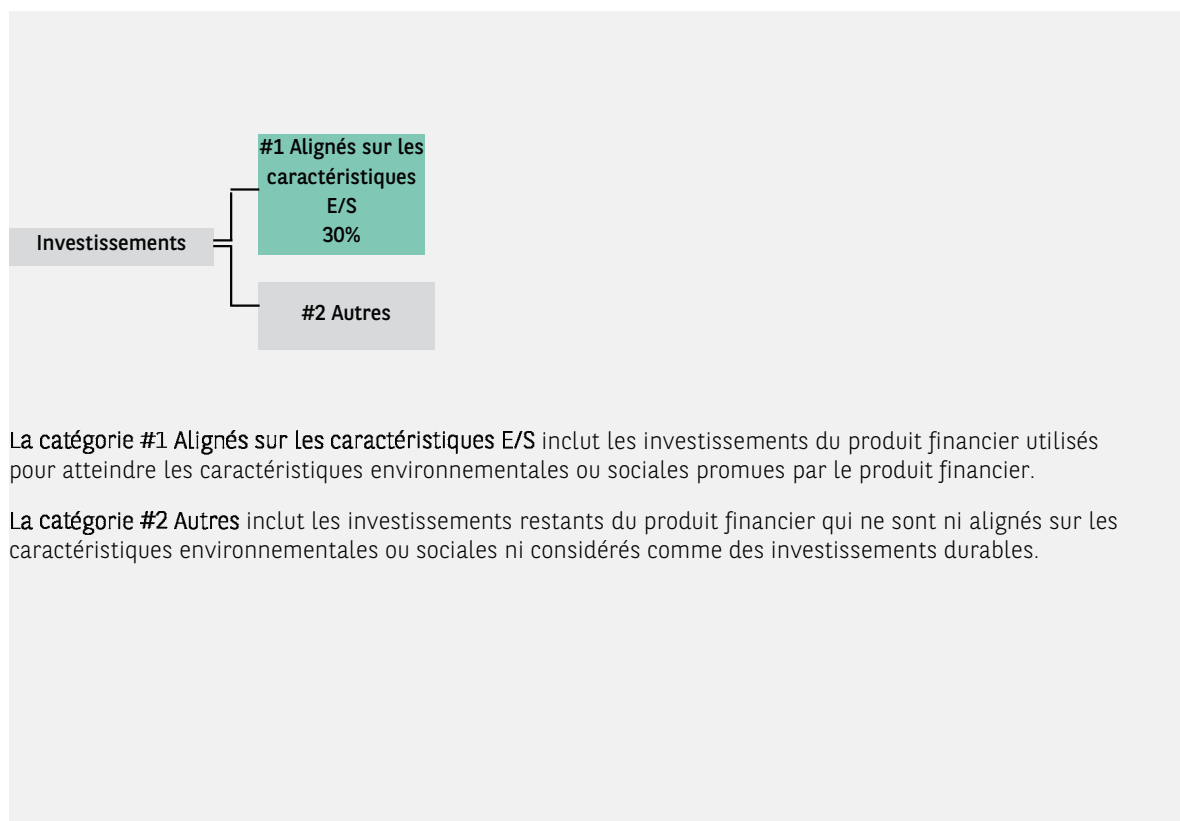 #1 Alignés sur les
caractéristiques
E/S
30%
Investissements
#2 Autres
La catégorie #1 Alignés sur les caractéristiques E/S inclut les investissements du produit financier utilisés
pour atteindre les caractéristiques environnementales ou sociales promues par le produit financier.
La catégorie #2 Autres inclut les investissements restants du produit financier qui ne sont ni alignés sur les
caractéristiques environnementales ou sociales ni considérés comme des investissements durables.